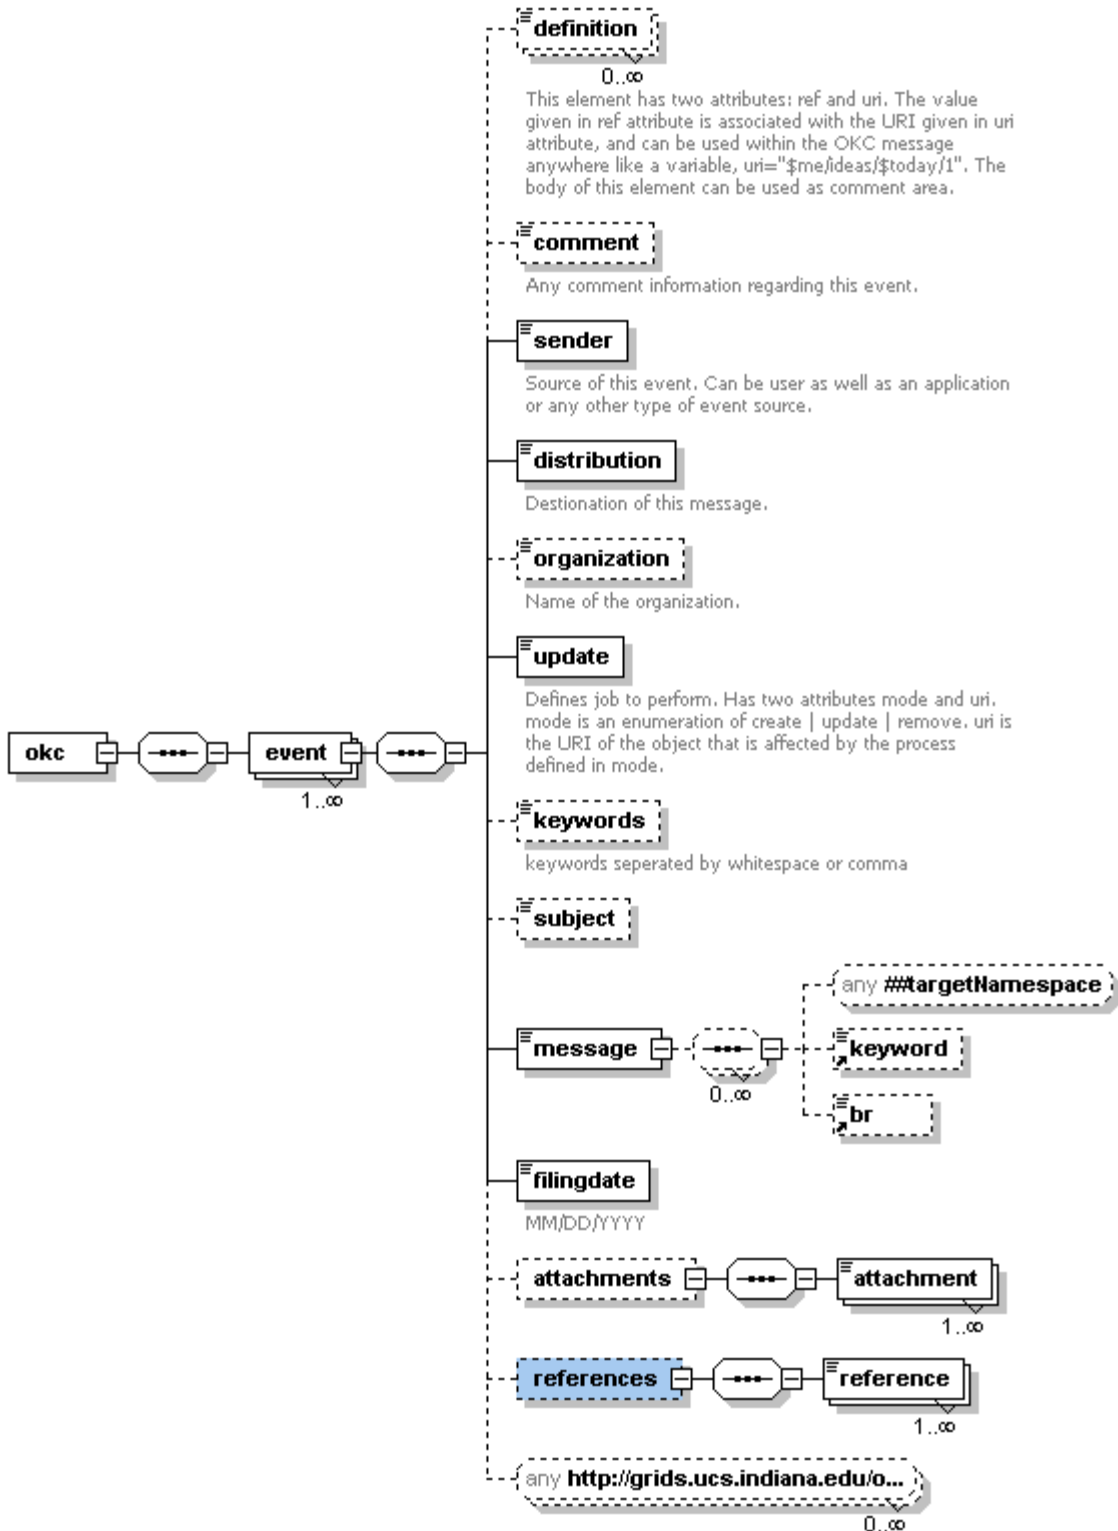 definition
0..∞
This element has two attributes: ref and uri. The value
given in ref attribute is associated with the URI given in uri
attribute, and can be used within the OKC message
anywhere like a variable, uri="$me/ideas/$today/1". The
body of this element can be used as comment area.
comment
Any comment information regarding this event.
sender
Source of this event. Can be user as well as an application
or any other type of event source.
distribution
Destionation of this message.
organization
Name of the organization.
update
Defines job to perform. Has two attributes mode and uri.
mode is an enumeration of create | update | remove. uri is
the URI of the object that is affected by the process
defined in mode.
okc
event
1..∞
keywords
keywords seperated by whitespace or comma
subject
any ##targetNamespace
message
0..∞
keyword
br
filingdate
MM/DD/YYYY
attachments
attachment
1..∞
references
reference
1..∞
any http://grids.ucs.indiana.edu/o...
0..∞